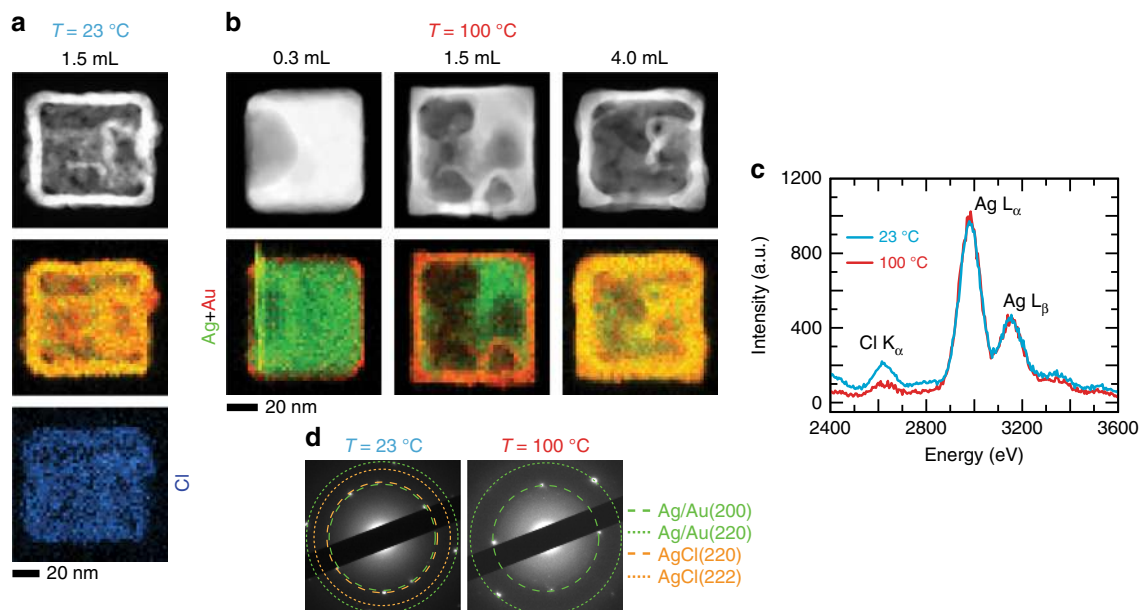 a
T = 23 °C
1.5 mL
Cl
20 nm
b
T = 100 °C
0.3 mL
1.5 mL
4.0 mL
Ag+Au
20 nm
c
1200
800
400
0
Intensity (a.u.)
2400
2800
3200
3600
Energy (eV)
23 °C
100 °C
Cl Kα
Ag Lα
Ag Lβ
d
T = 23 °C
T = 100 °C
Ag/Au(200)
Ag/Au(220)
AgCl(220)
AgCl(222)